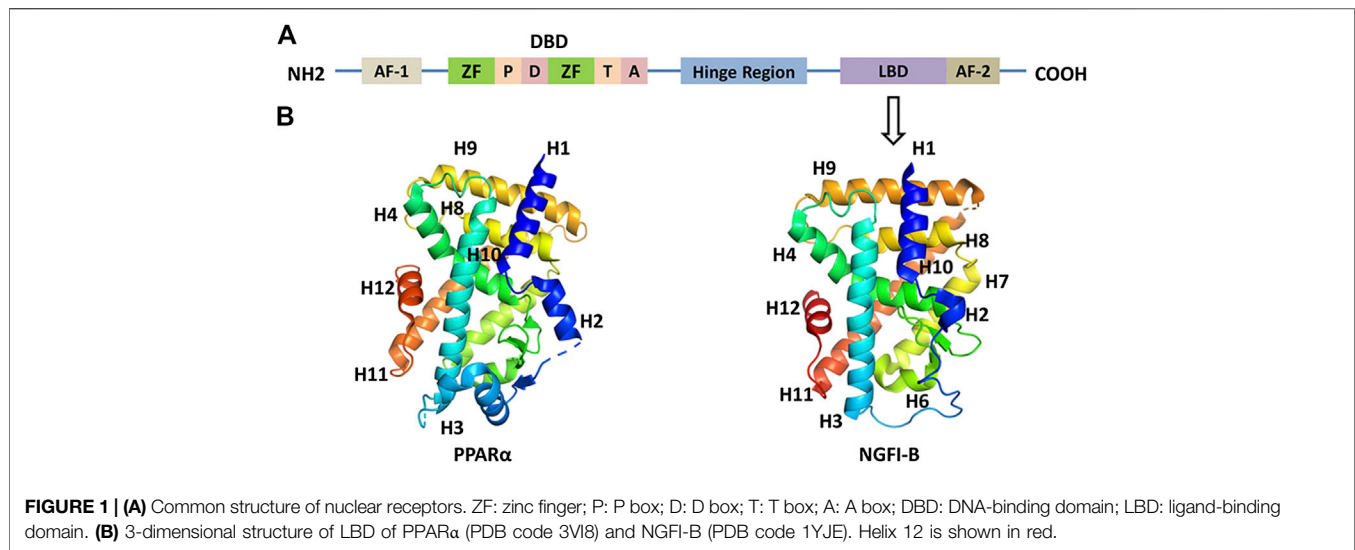 A
DBD
NH2 AF-1 ZF P D ZF T A Hinge Region LBD AF-2 COOH
B
H9 H1
H4 H8
H10
H12
H2
H11
H3
PPARα
H1
H9
H4 H8
H10 H7
H12
H2
H11 H6
H3
NGFI-B
FIGURE 1 | (A) Common structure of nuclear receptors. ZF: zinc finger; P: P box; D: D box; T: T box; A: A box; DBD: DNA-binding domain; LBD: ligand-binding
domain. (B) 3-dimensional structure of LBD of PPARα (PDB code 3VI8) and NGFI-B (PDB code 1YJE). Helix 12 is shown in red.